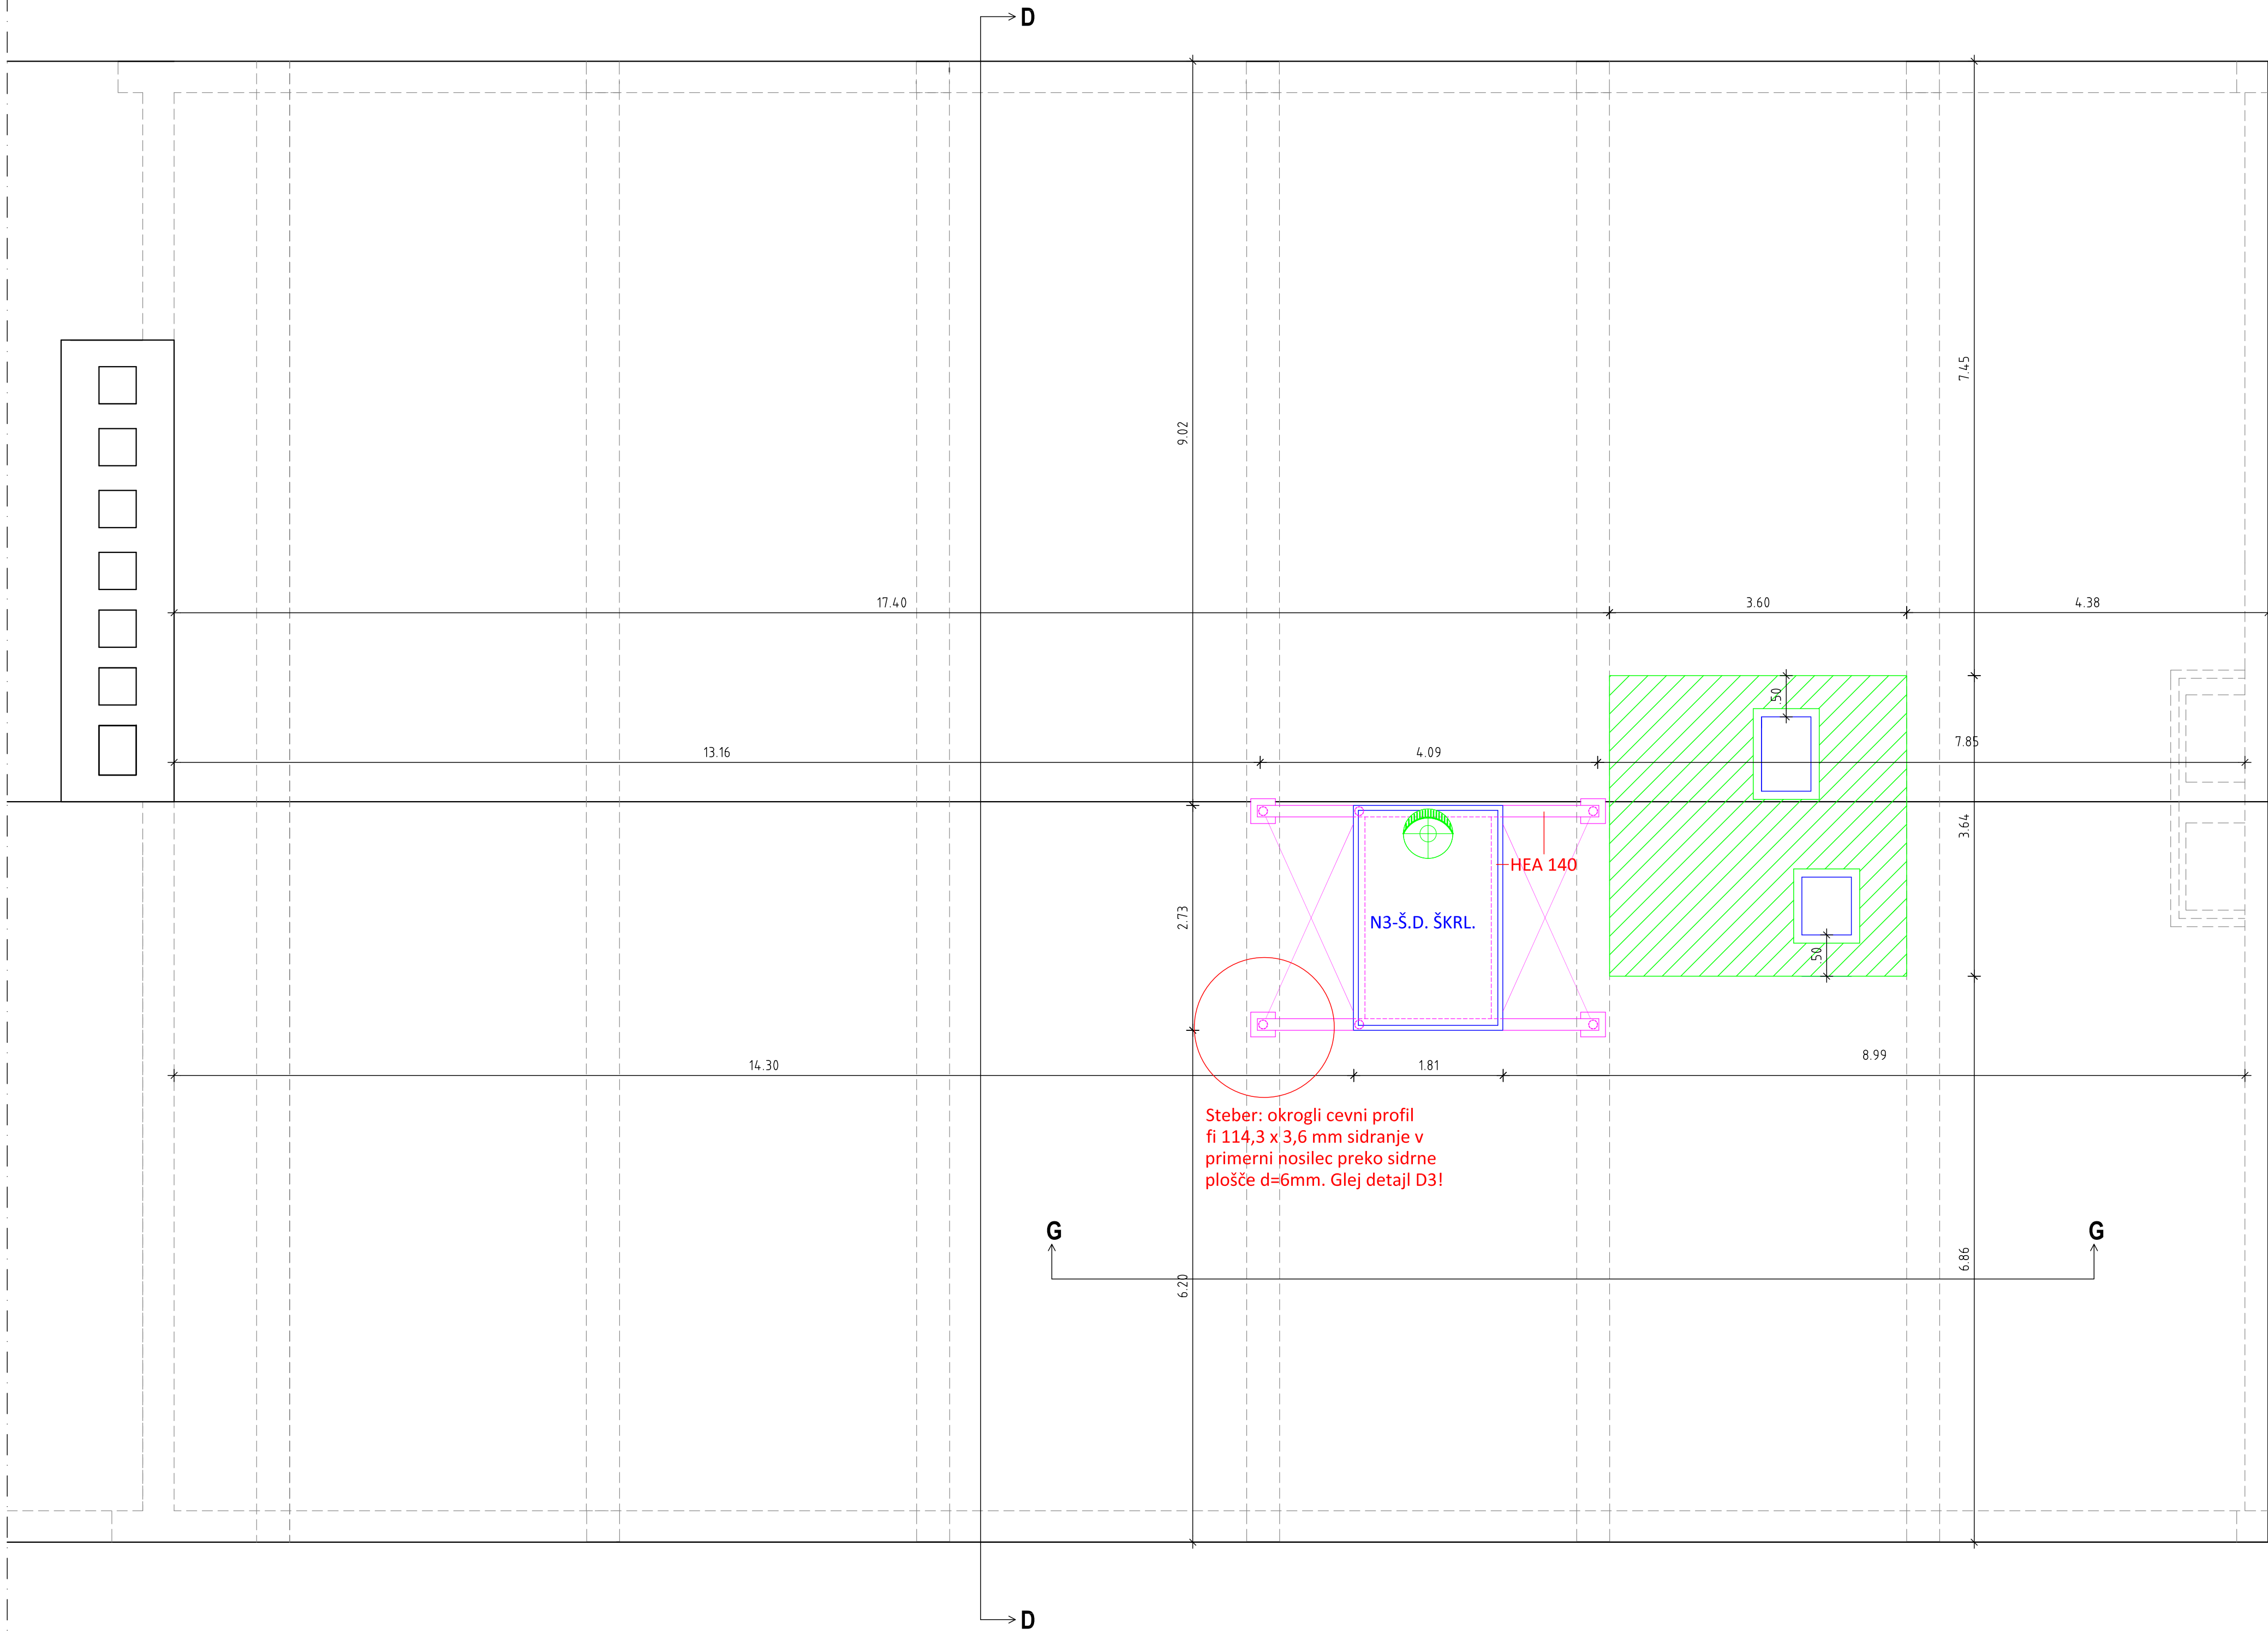 D
7.45
9.02
17.40
3.60
4.38
.50
13.16
4.09
7.85
3.64
HEA 140
2.73
N3-Š.D. ŠKRL.
.50
14.30
1.81
8.99
Steber: okrogli cevni profil
fi 114,3 x 3,6 mm sidranje v
primerni nosilec preko sidrne
plošče d=6mm. Glej detajl D3!
G
G
6.20
6.86
D